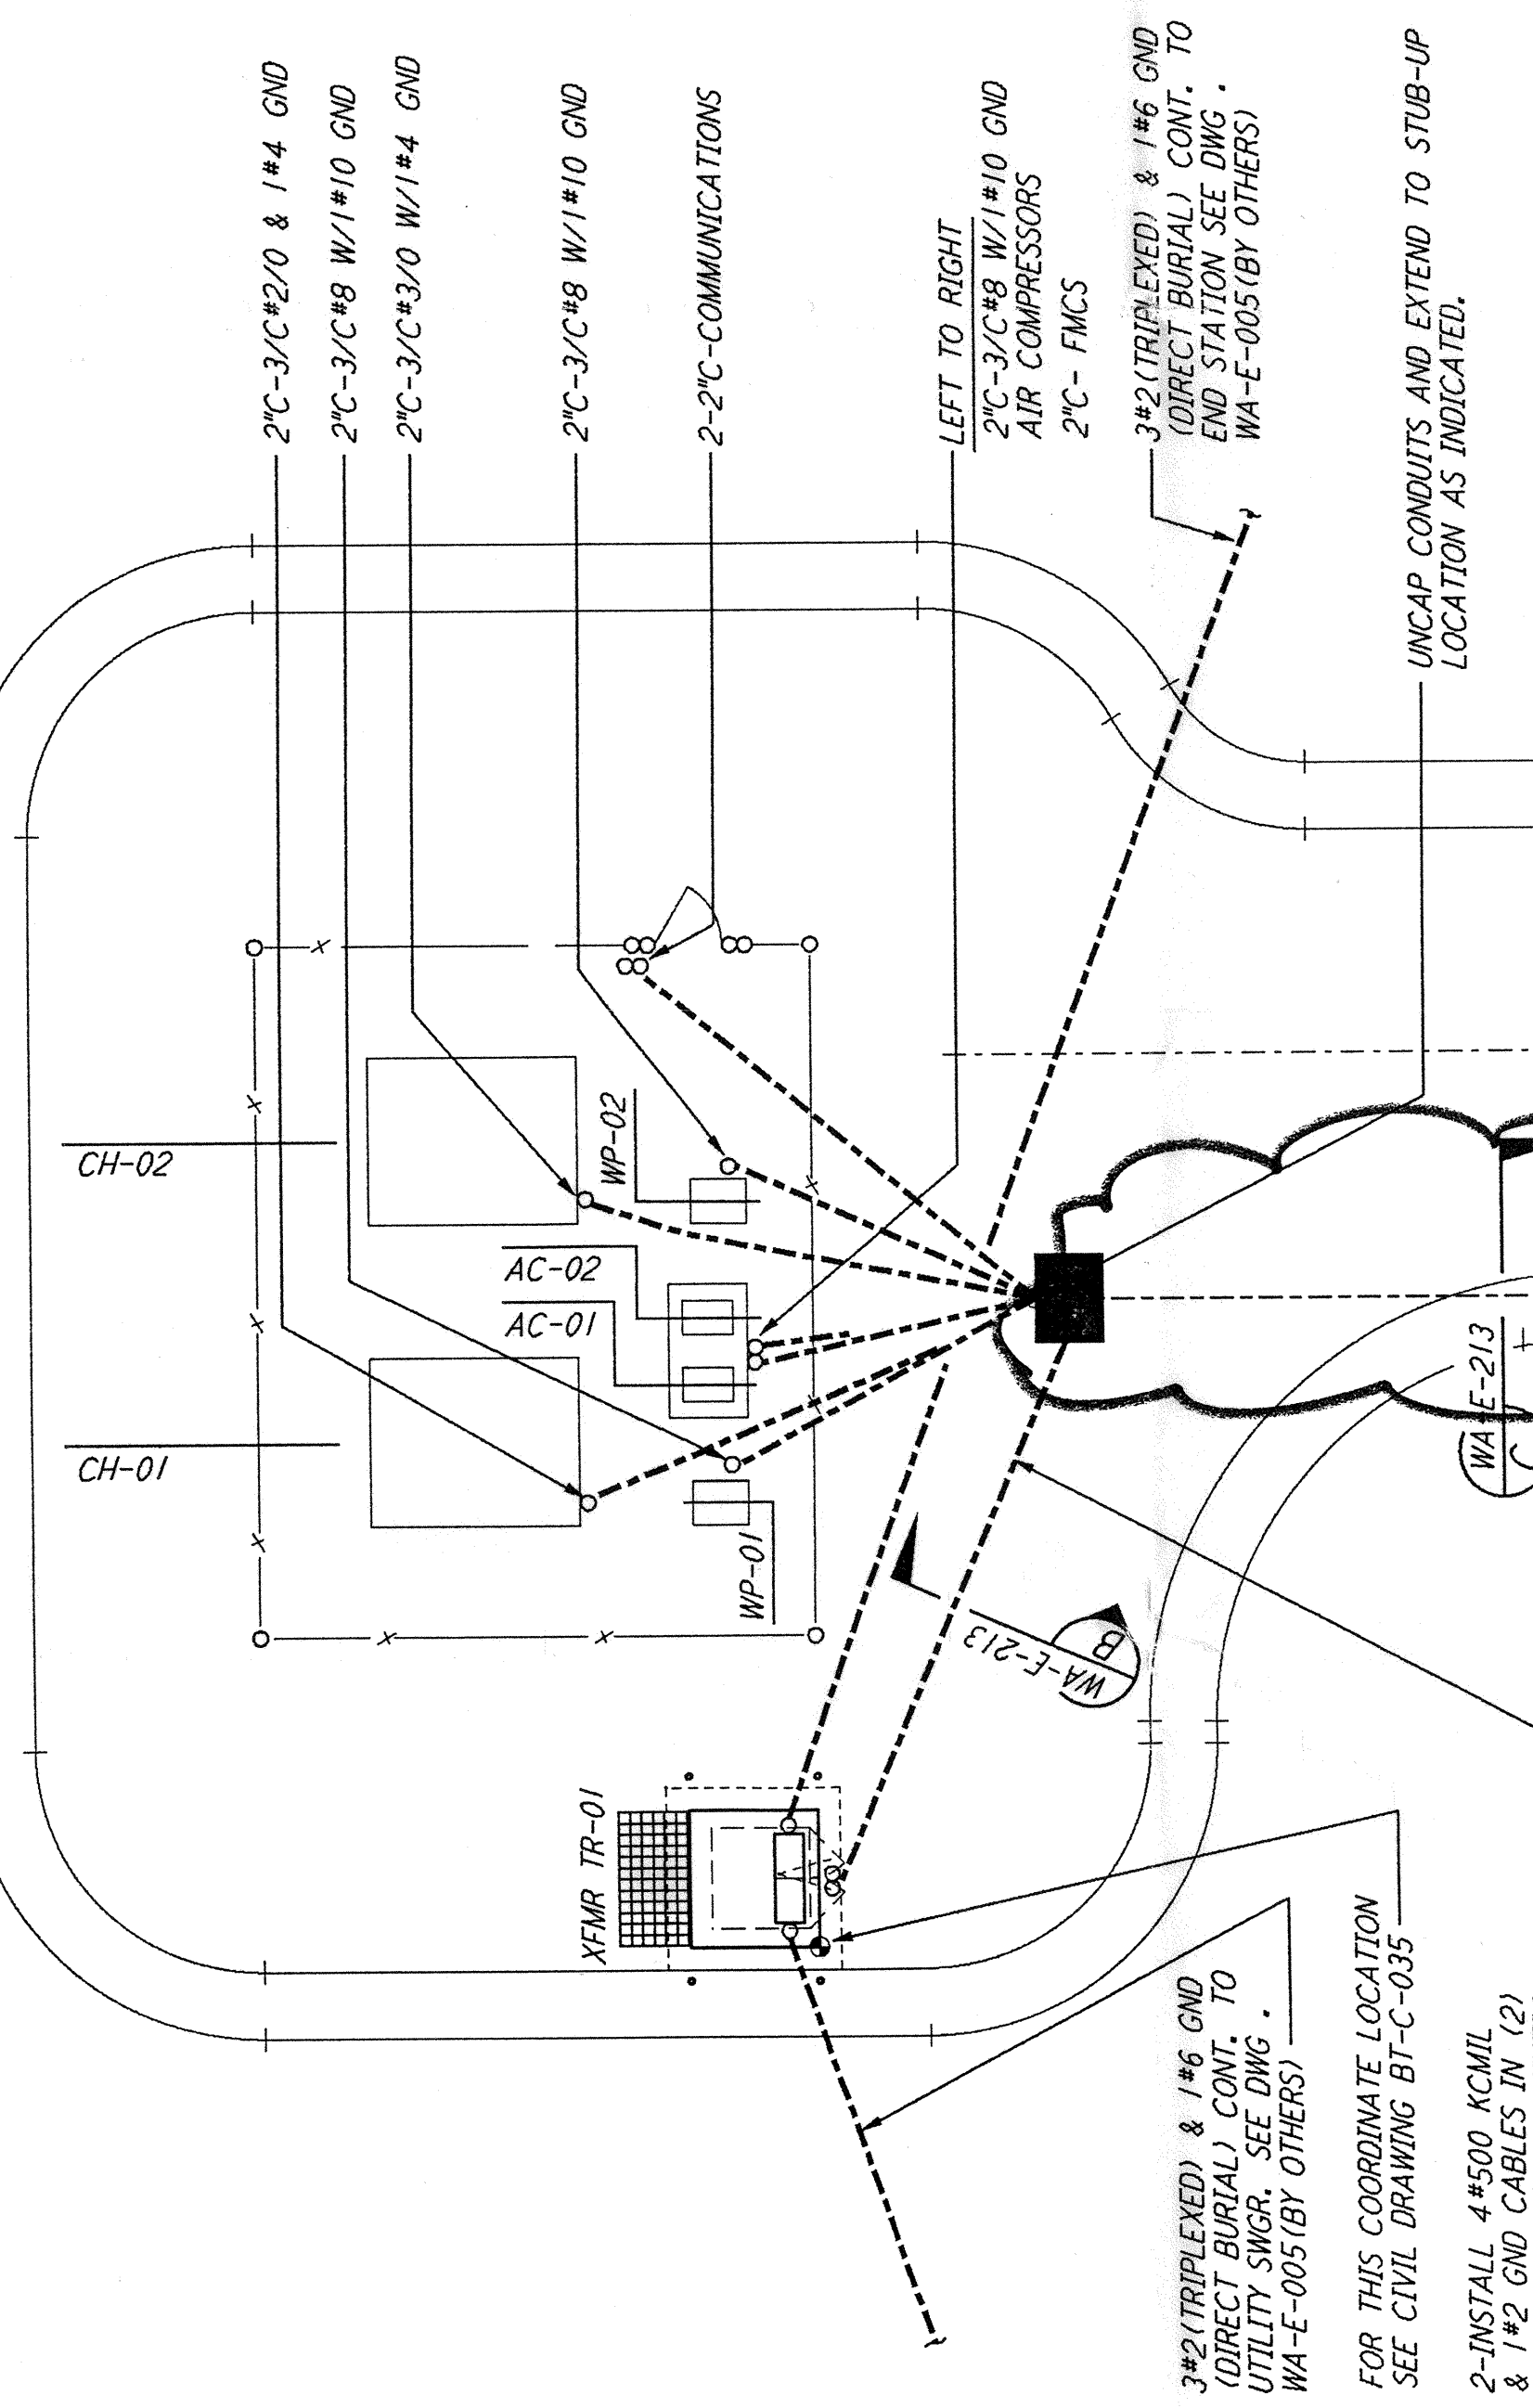 2"C-3/C#2/0 & 1#4 GND
2"C-3/C#8 W/1#10 GND
2"C-3/C#3/0 W/1#4 GND
2"C-3/C#8 W/1#10 GND
2-2"C-COMMUNICATIONS
LEFT TO RIGHT
2"C-3/C#8 W/1#10 GND
AIR COMPRESSORS
2"C- FMCS
3#2(TRIPLEXED) & 1#6 GND
(DIRECT BURIAL) CONT. TO
END STATION SEE DWG .
WA-E-005(BY OTHERS)
UNCAP CONDUITS AND EXTEND TO STUB-UP
LOCATION AS INDICATED.
CH-02
CH-01
WP-02
AC-02
AC-01
WP-01
XFMR TR-01
WA-E-213
B
WA-E-213
C
3#2(TRIPLEXED) & 1#6 GND
(DIRECT BURIAL) CONT. TO
UTILITY SWGR. SEE DWG .
WA-E-005(BY OTHERS)
FOR THIS COORDINATE LOCATION
SEE CIVIL DRAWING BT-C-035
2-INSTALL 4#500 KCMIL
& 1#2 GND CABLES IN (2)